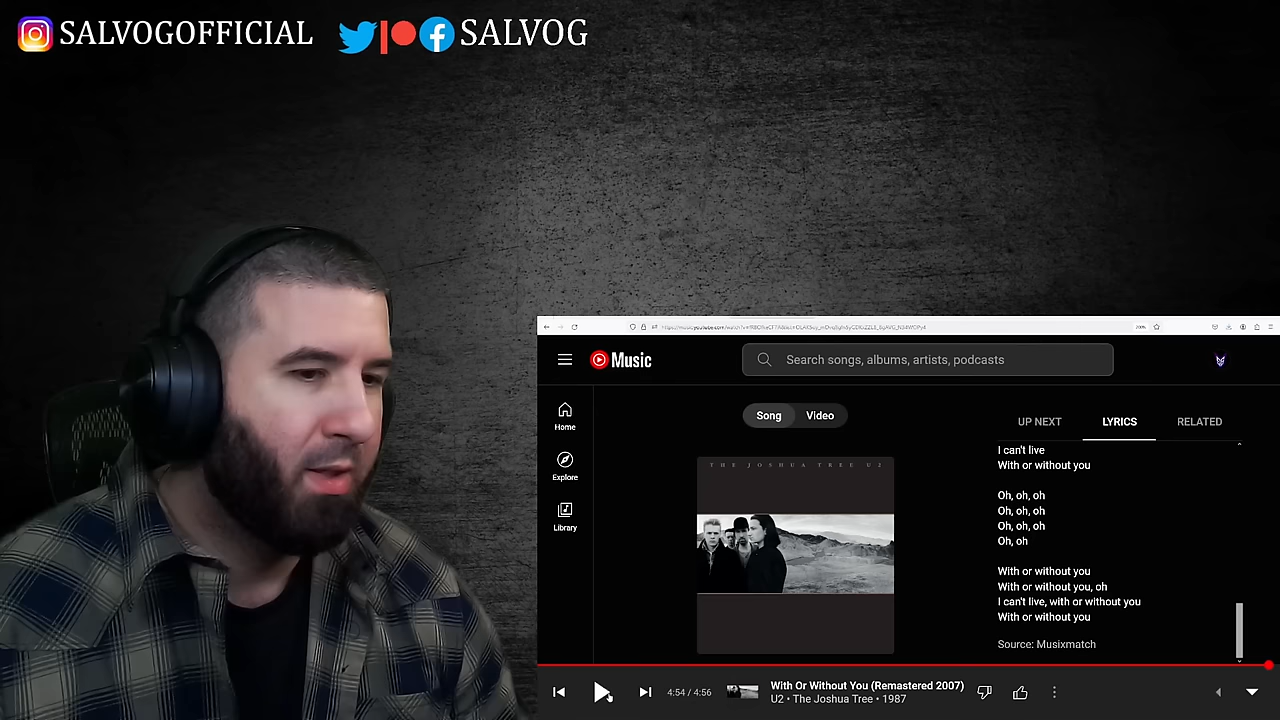 SALVOGOFFICIAL SALVOG
Music
Search songs, albums, artists, podcasts
Home
Explore
Library
Song Video
THE JOSHUA TREE U2
UP NEXT LYRICS RELATED
I can't live
With or without you
Oh, oh, oh
Oh, oh, oh
Oh, oh, oh
Oh, oh
With or without you
With or without you, oh
I can't live, with or without you
With or without you
Source: Musixmatch
4:54 / 4:56
With Or Without You (Remastered 2007)
U2 • The Joshua Tree • 1987